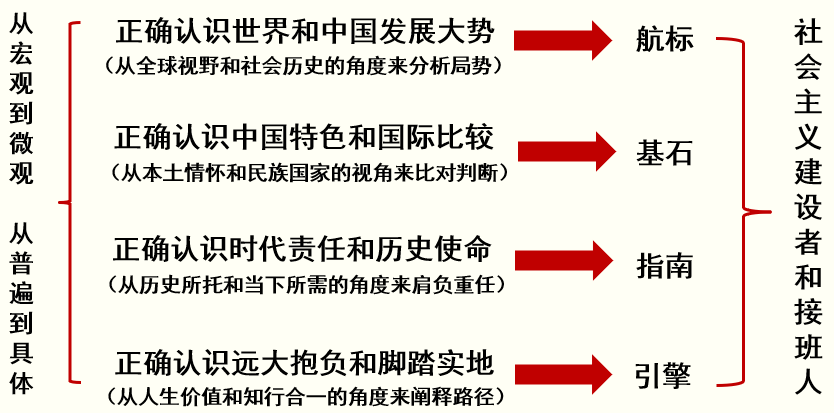 从宏观到微观
从普遍到具体
正确认识世界和中国发展大势
（从全球视野和社会历史的角度来分析局势）
航标
正确认识中国特色和国际比较
（从本土情怀和民族国家的视角来比对判断）
基石
正确认识时代责任和历史使命
（从历史所托和当下所需的角度来肩负重任）
指南
正确认识远大抱负和脚踏实地
（从人生价值和知行合一的角度来阐释路径）
引擎
社会主义建设者和接班人